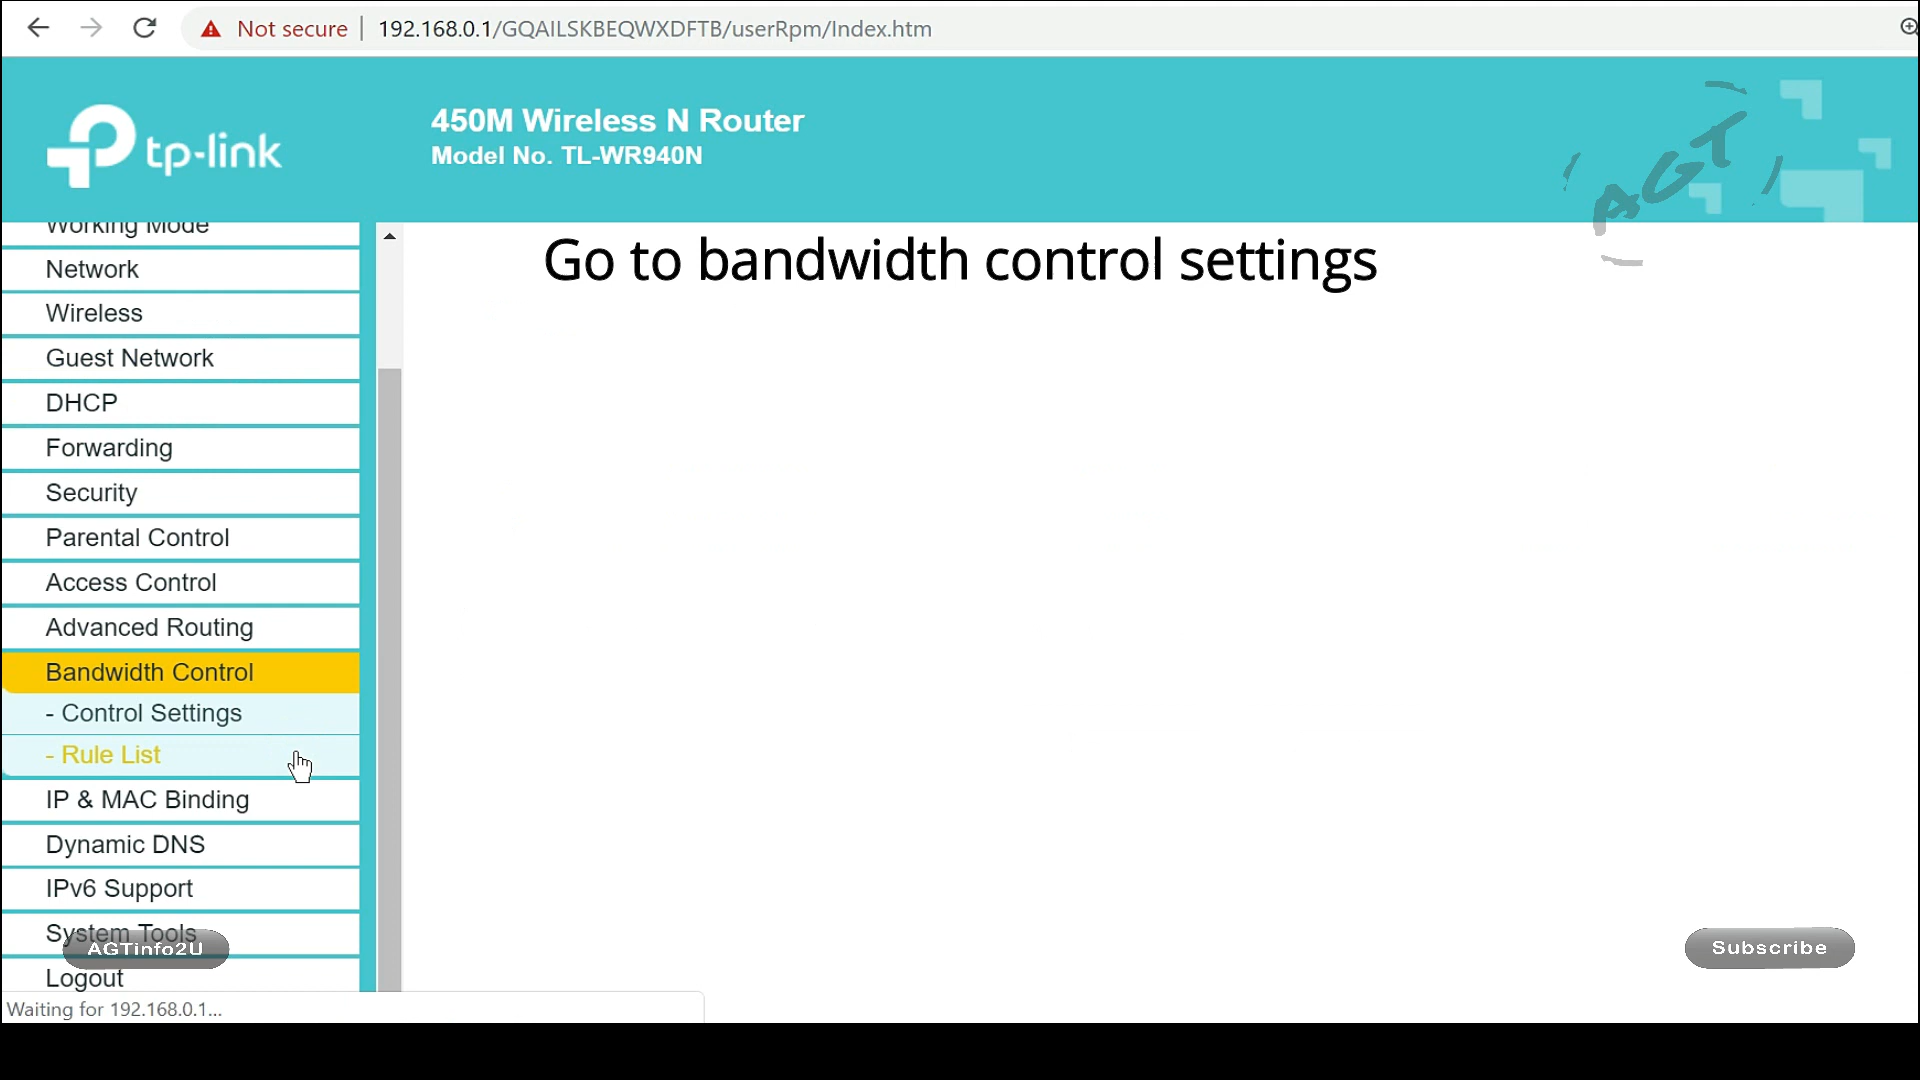 Not secure | 192.168.0.1/GQAILSKBEQWXDFTB/userRpm/Index.htm
tp-link
450M Wireless N Router
Model No. TL-WR940N
AGT
Working Mode
Go to bandwidth control settings
Network
Wireless
Guest Network
DHCP
Forwarding
Security
Parental Control
Access Control
Advanced Routing
Bandwidth Control
- Control Settings
- Rule List
IP & MAC Binding
Dynamic DNS
IPv6 Support
System Tools
AGTinfo2U
Subscribe
Logout
Waiting for 192.168.0.1...